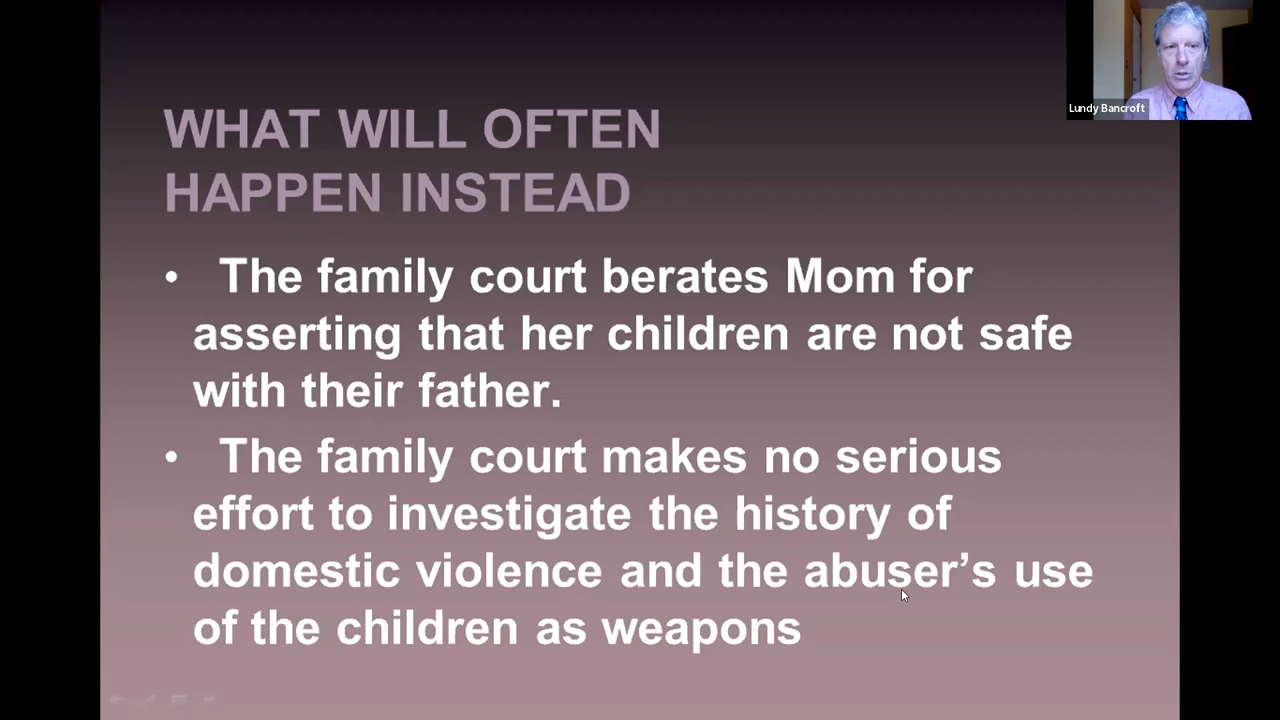 WHAT WILL OFTEN
HAPPEN INSTEAD
• The family court berates Mom for
asserting that her children are not safe
with their father.
• The family court makes no serious
effort to investigate the history of
domestic violence and the abuser’s use
of the children as weapons
Lundy Bancroft